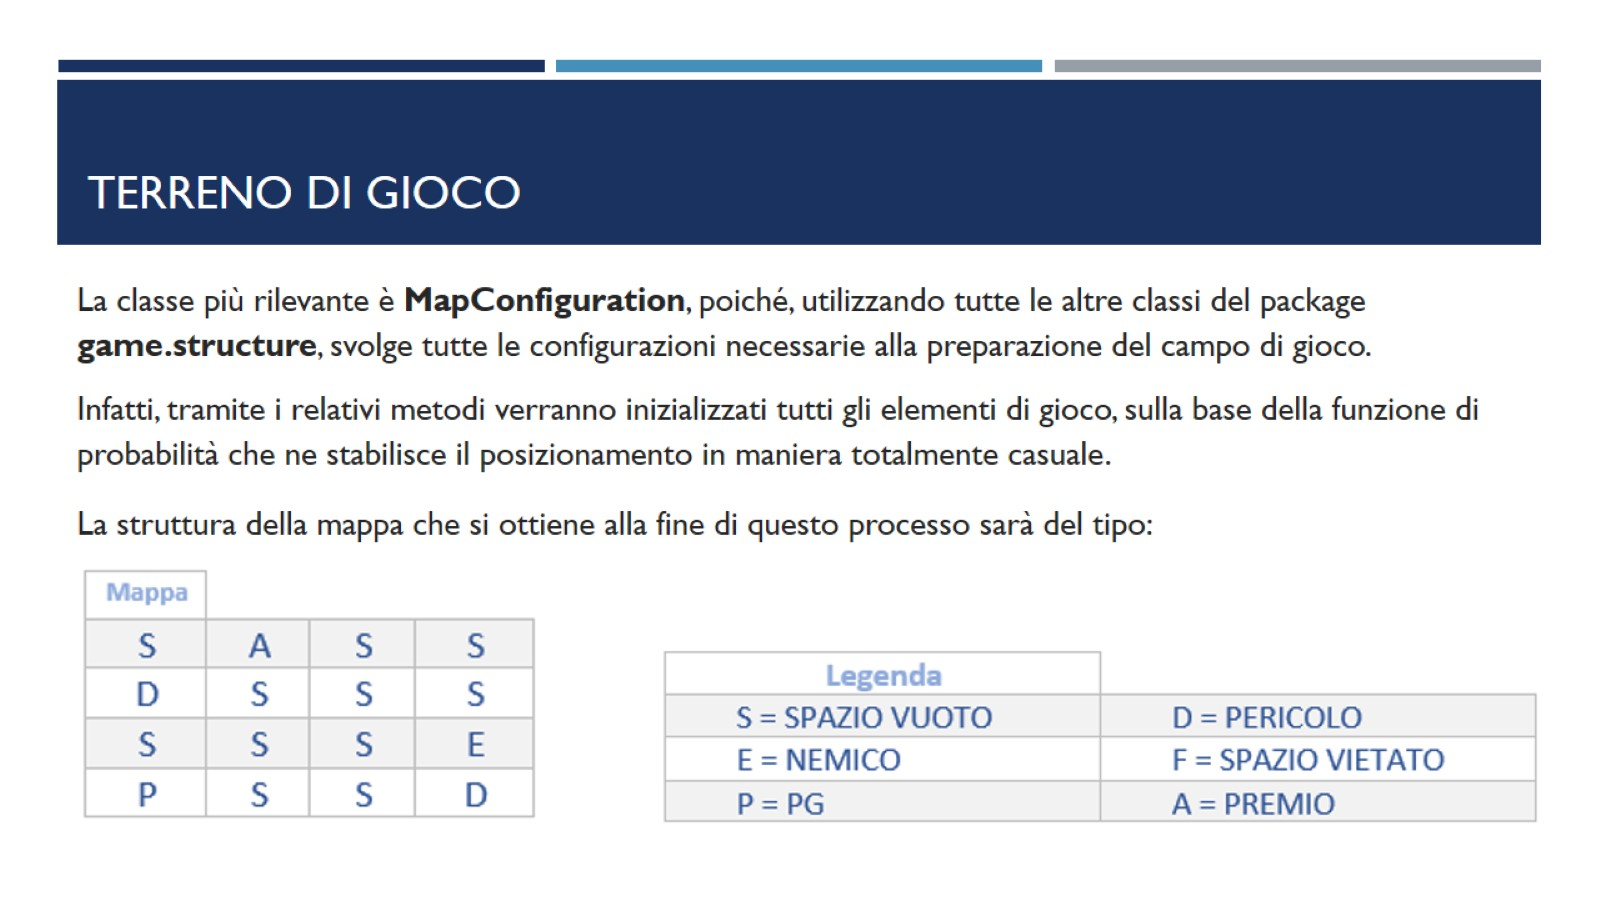 TERRENO DI GIOCO
La classe più rilevante è MapConfiguration, poiché, utilizzando tutte le altre classi del package
game.structure, svolge tutte le configurazioni necessarie alla preparazione del campo di gioco.
Infatti, tramite i relativi metodi verranno inizializzati tutti gli elementi di gioco, sulla base della funzione di
probabilità che ne stabilisce il posizionamento in maniera totalmente casuale.
La struttura della mappa che si ottiene alla fine di questo processo sarà del tipo:
Mappa
S A S S
D S S S
S S S E
P S S D
Legenda
S = SPAZIO VUOTO D = PERICOLO
E = NEMICO F = SPAZIO VIETATO
P = PG A = PREMIO